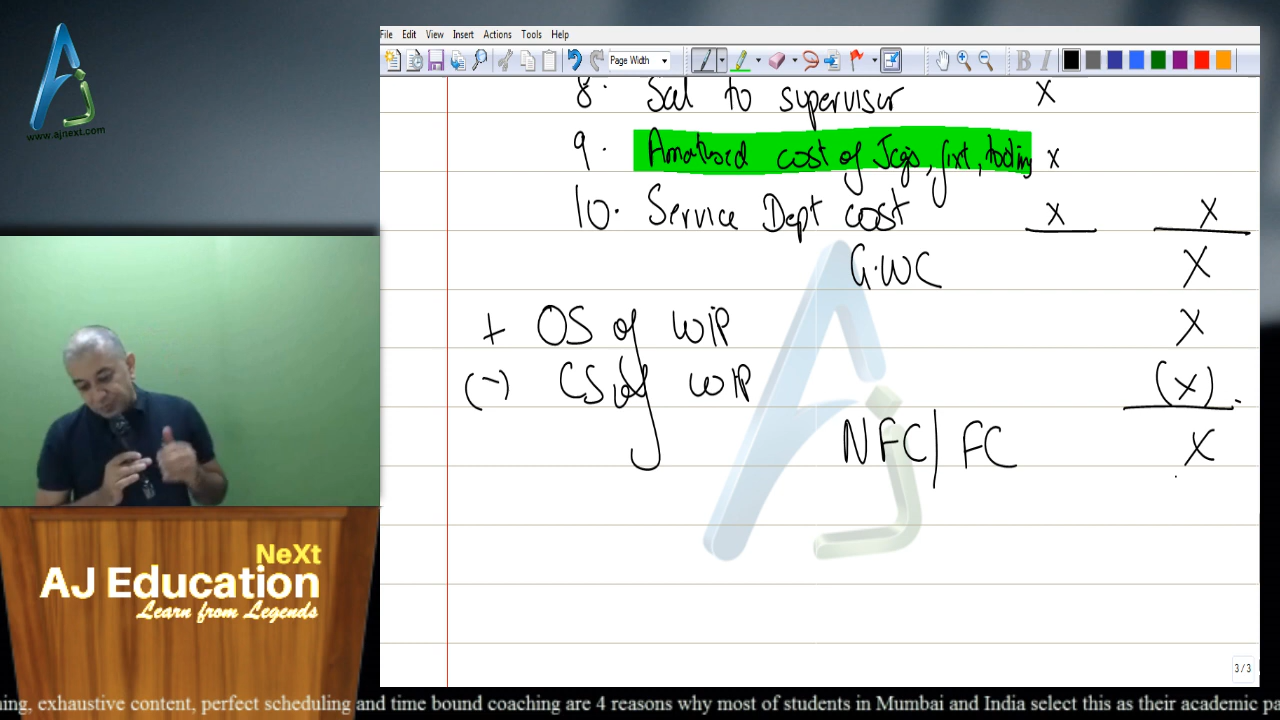 www.ajnext.com
File Edit View Insert Actions Tools Help
Page Width
8. Sal to supervisor X
9. Amotised cost of Jigs, fixt, tooling x
10. Service Dept cost x X
G.WC X
+ OS of WIP X
(-) CS of WIP (x)
NFC | FC X
NeXt
AJ Education
Learn from Legends
3/3
ning, exhaustive content, perfect scheduling and time bound coaching are 4 reasons why most of students in Mumbai and India select this as their academic pa